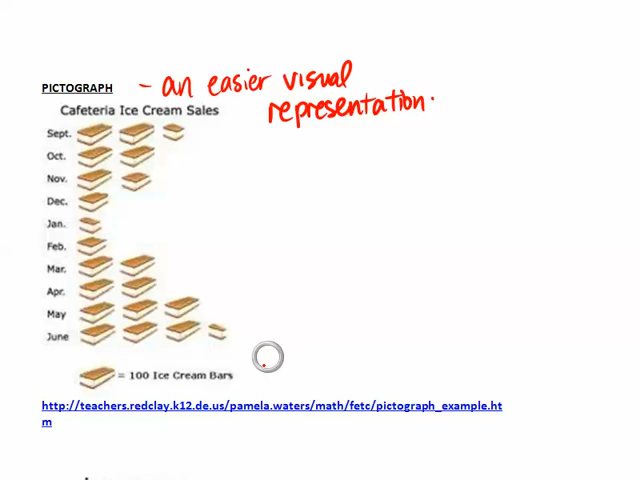 PICTOGRAPH - an easier visual
representation.
Cafeteria Ice Cream Sales
Sept.
Oct.
Nov.
Dec.
Jan.
Feb.
Mar.
Apr.
May
June
= 100 Ice Cream Bars
http://teachers.redclay.k12.de.us/pamela.waters/math/fetc/pictograph_example.ht
m